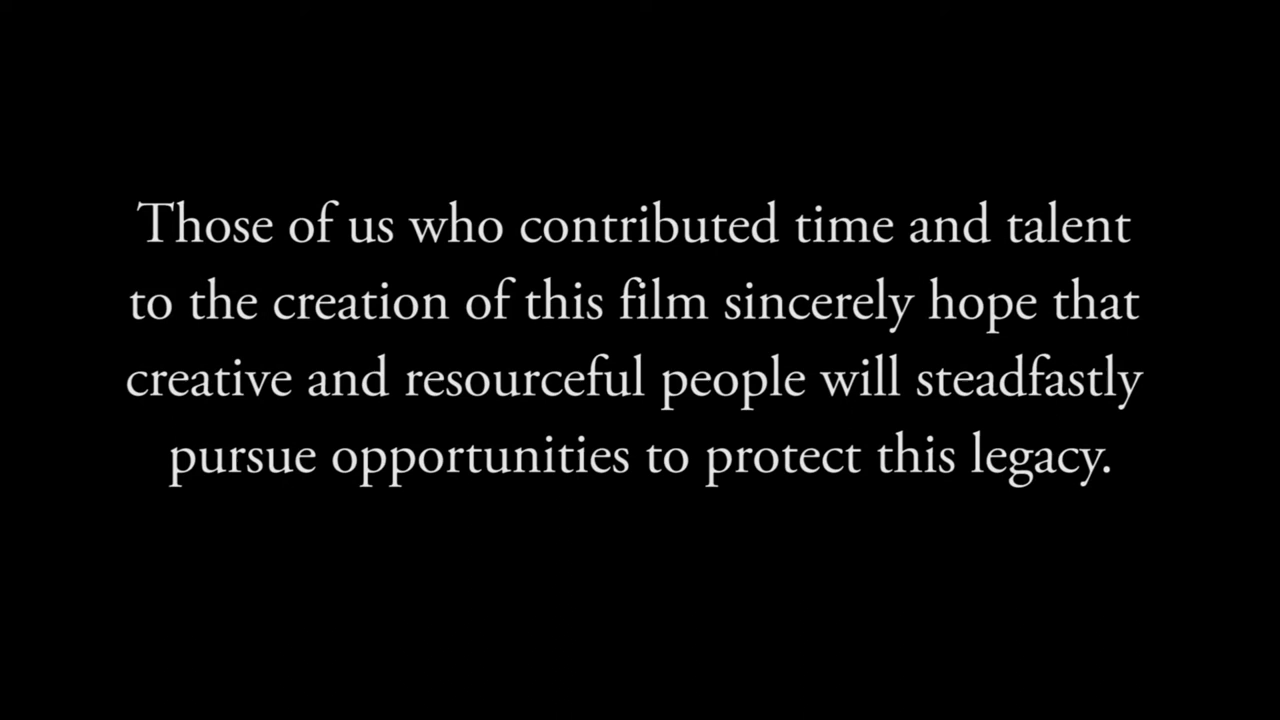 Those of us who contributed time and talent
to the creation of this film sincerely hope that
creative and resourceful people will steadfastly
pursue opportunities to protect this legacy.